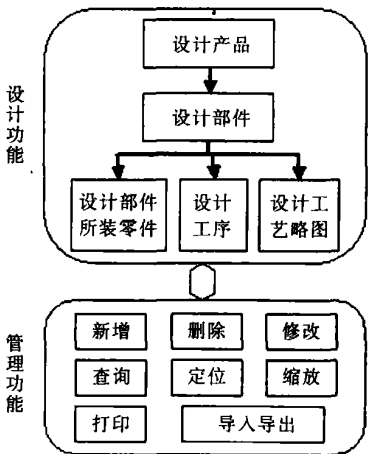 设计功能
设计产品
设计部件
设计部件
所装零件
设计
工序
设计工
艺略图
管理功能
新增
删除
修改
查询
定位
缩放
打印
导入导出